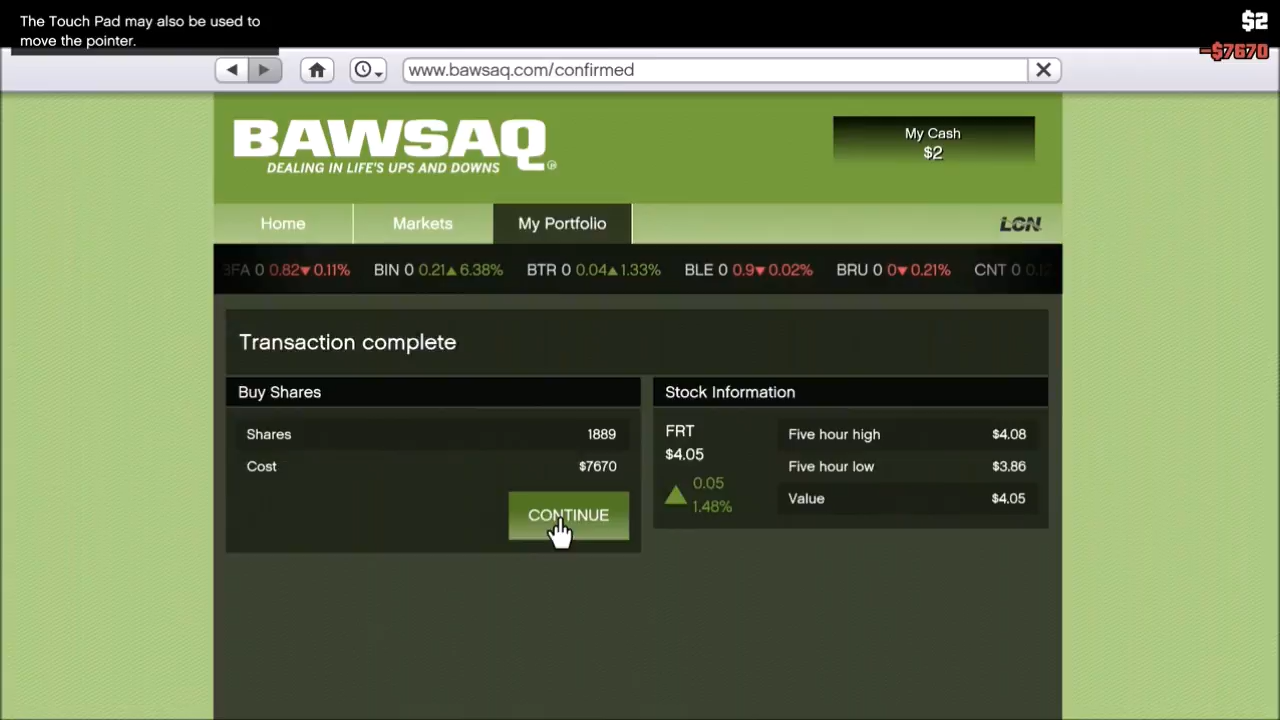 The Touch Pad may also be used to
move the pointer.
$2
-$7670
www.bawsaq.com/confirmed
BAWSAQ
DEALING IN LIFE'S UPS AND DOWNS
My Cash
$2
Home Markets My Portfolio LCN
BFA 0 0.82▼0.11% BIN 0 0.21▲6.38% BTR 0 0.04▲1.33% BLE 0 0.9▼0.02% BRU 0 0▼0.21% CNT 0
Transaction complete
Buy Shares
Shares 1889
Cost $7670
CONTINUE
Stock Information
FRT
$4.05
0.05
1.48%
Five hour high $4.08
Five hour low $3.86
Value $4.05